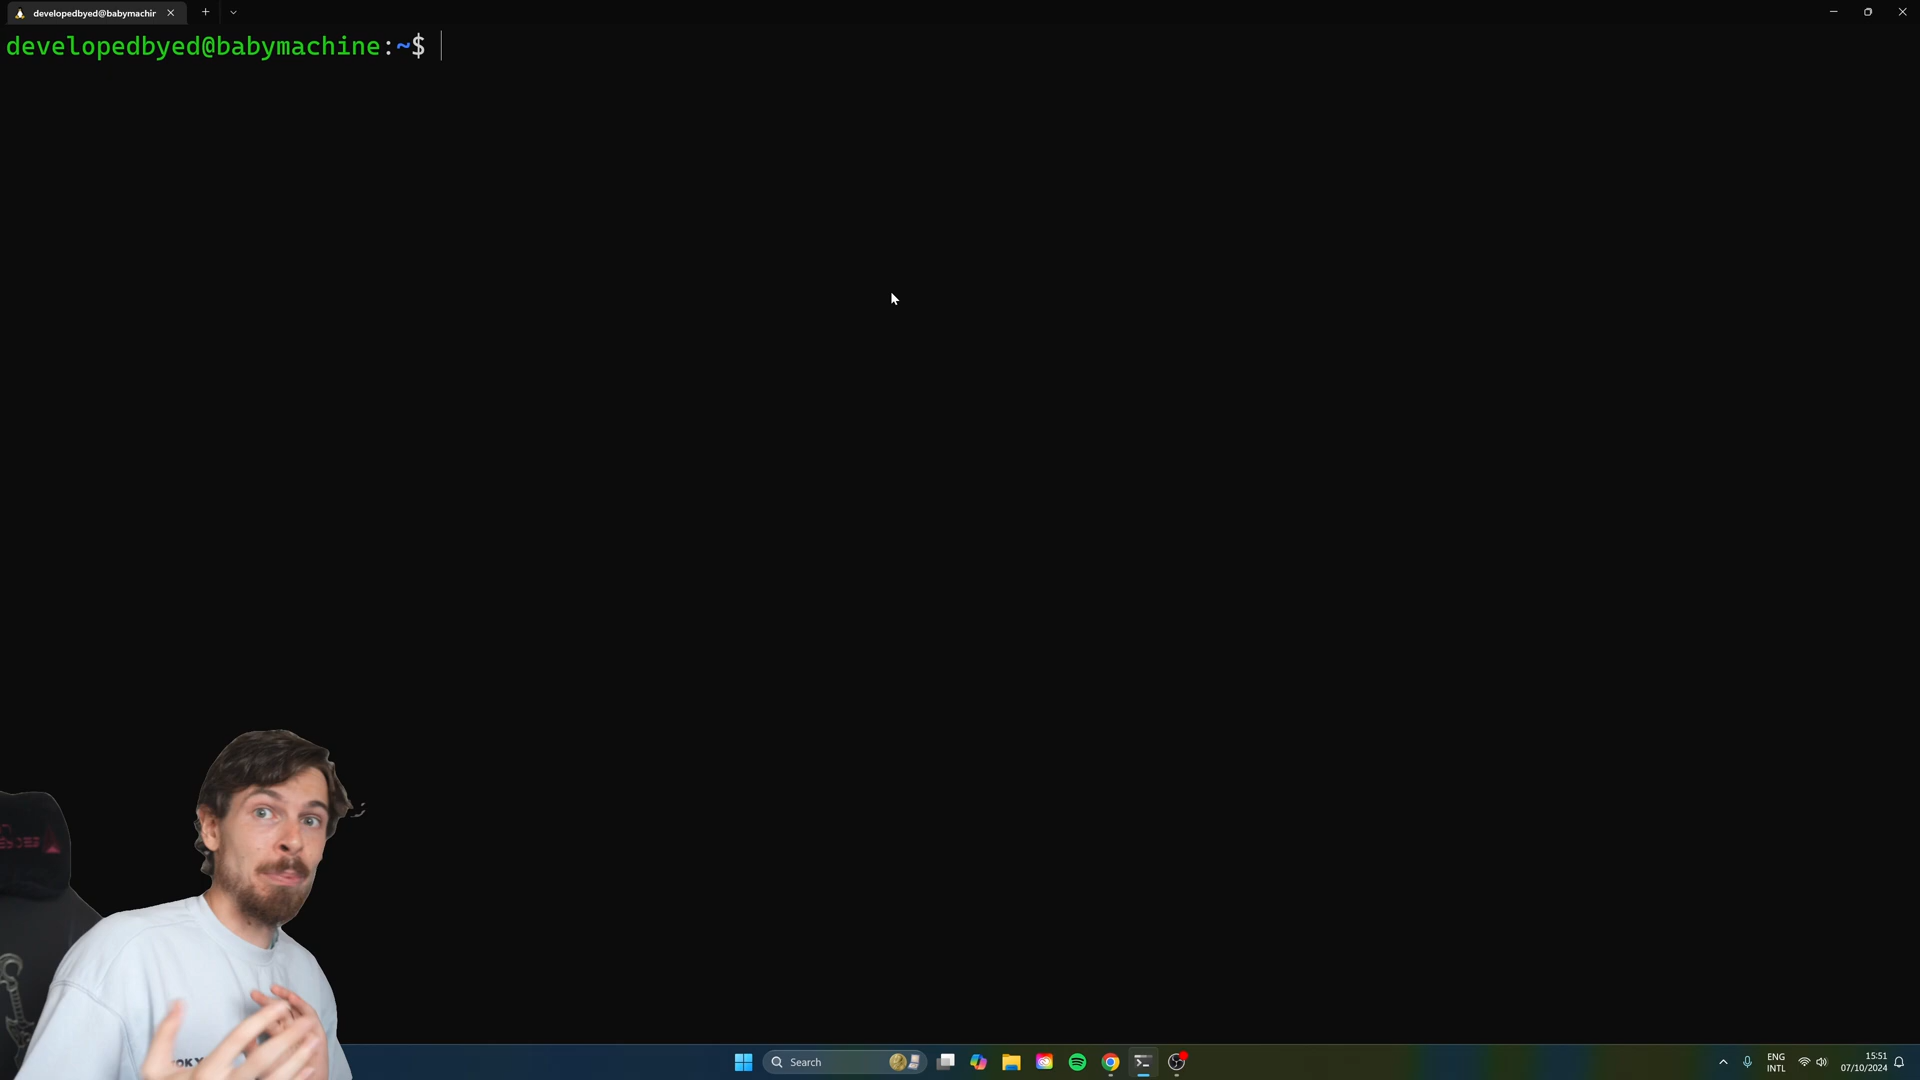 developedbyed@babymachir
developedbyed@babymachine:~$
Search
ENG
INTL
15:51
07/10/2024